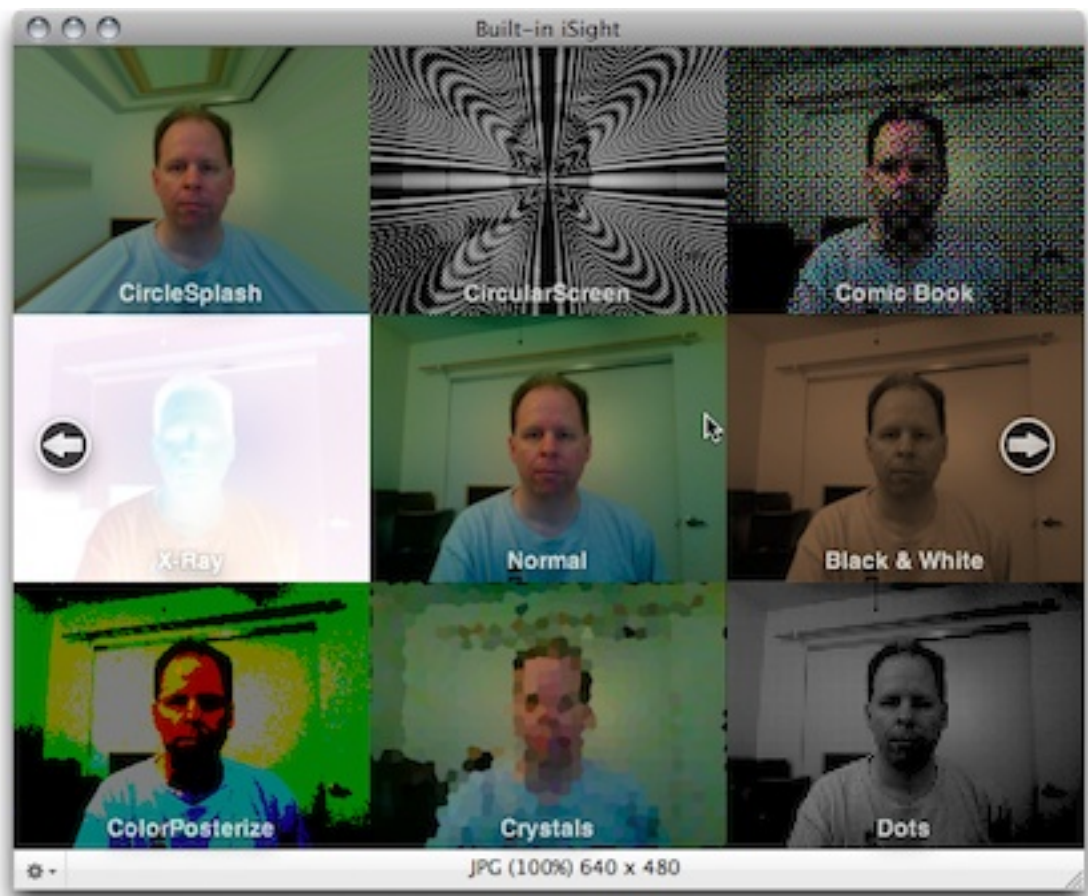 Built-in iSight
CircleSplash
CircularScreen
Comic Book
X-Ray
Normal
Black & White
ColorPosterize
Crystals
Dots
JPG (100%) 640 x 480